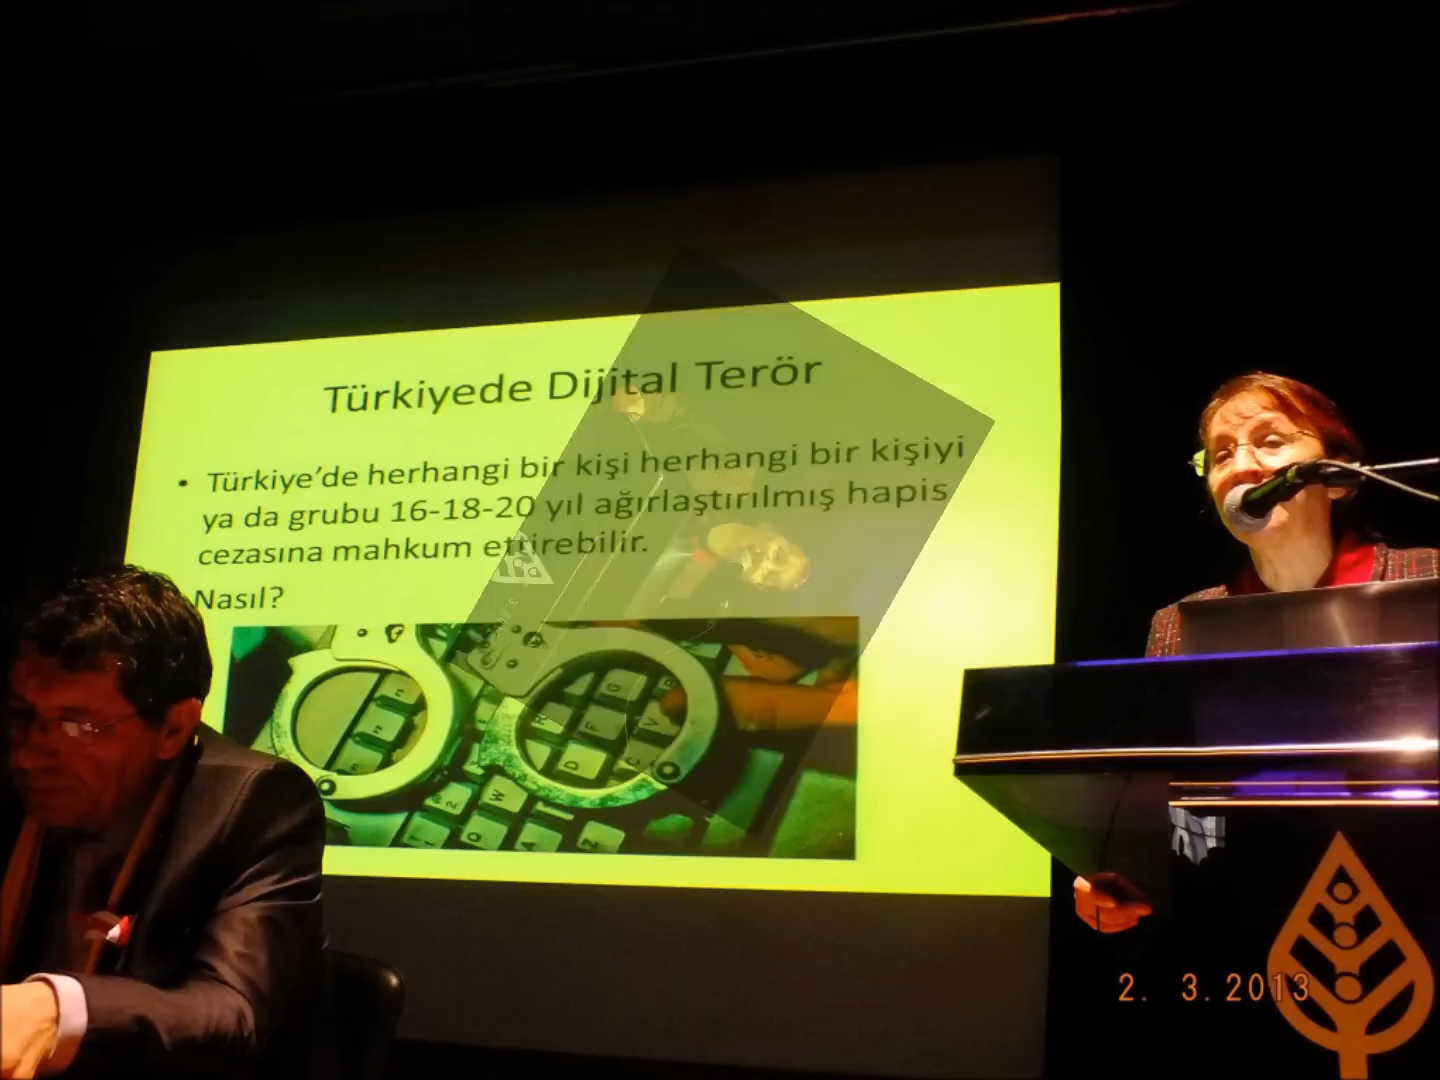 Türkiyede Dijital Terör
• Türkiye'de herhangi bir kişi herhangi bir kişiyi
ya da grubu 16-18-20 yıl ağırlaştırılmış hapis
cezasına mahkum ettirebilir.
Nasıl?
2. 3.2013